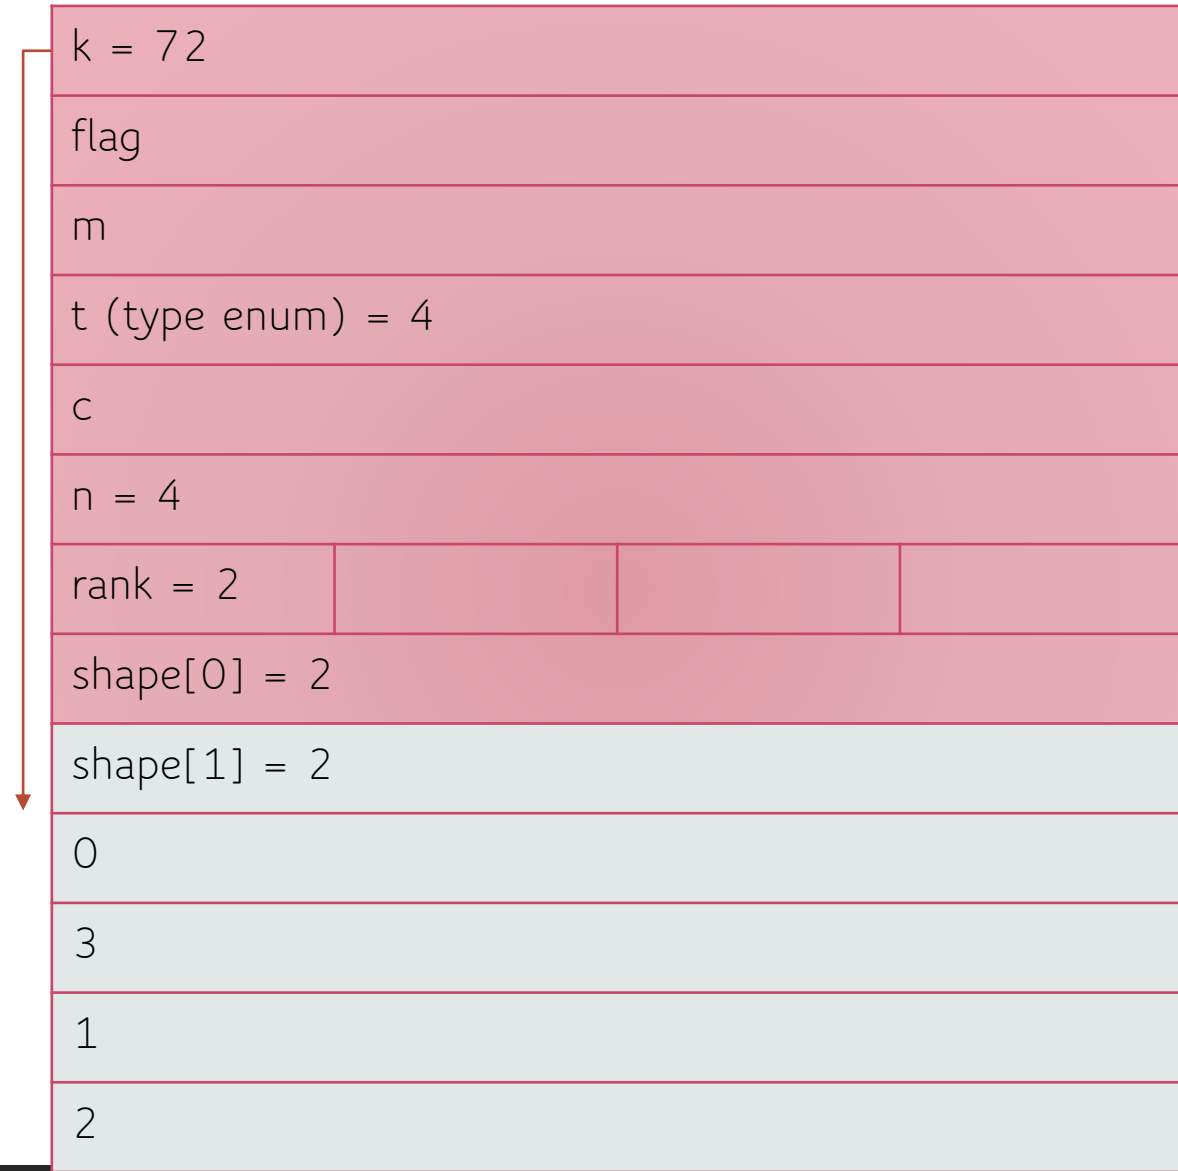 k = 72
flag
m
t (type enum) = 4
c
n = 4
rank = 2
shape[0] = 2
shape[1] = 2
0
3
1
2